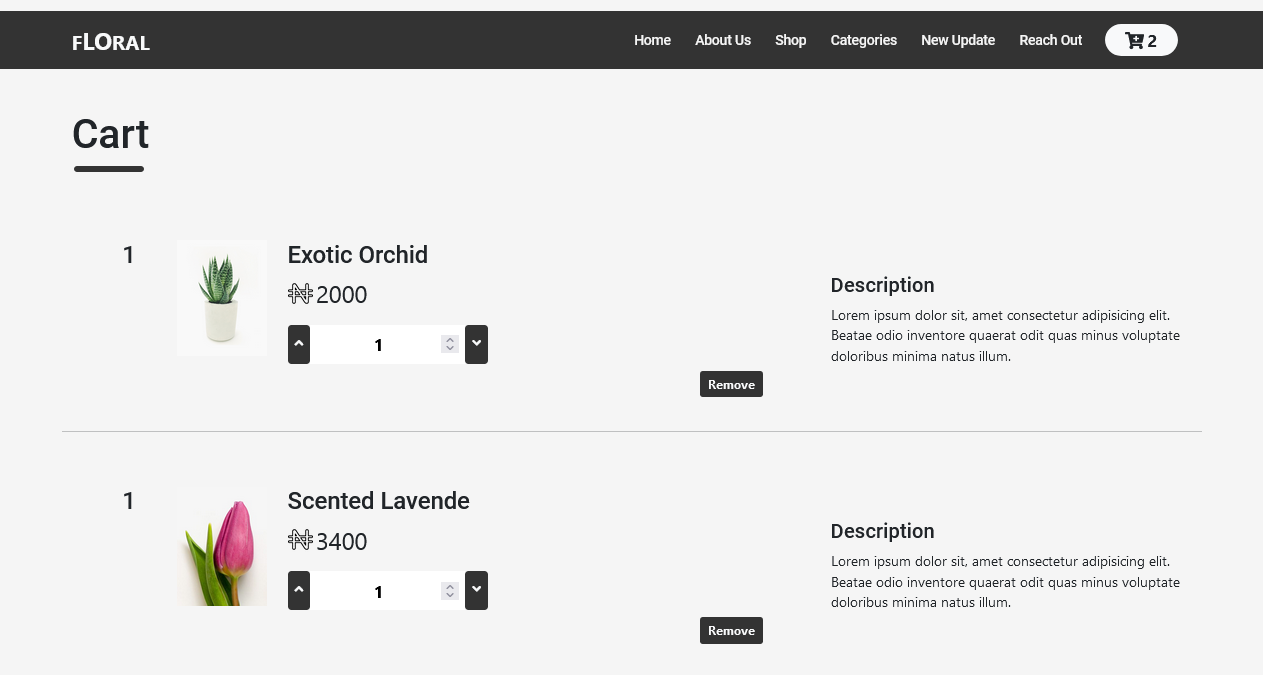 FLORAL
Home About Us Shop Categories New Update Reach Out 2
Cart
1
Exotic Orchid
₦2000
1
Remove
Description
Lorem ipsum dolor sit, amet consectetur adipisicing elit.
Beatae odio inventore quaerat odit quas minus voluptate
doloribus minima natus illum.
1
Scented Lavende
₦3400
1
Remove
Description
Lorem ipsum dolor sit, amet consectetur adipisicing elit.
Beatae odio inventore quaerat odit quas minus voluptate
doloribus minima natus illum.